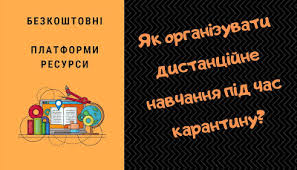 БЕЗКОШТОВНІ
ПЛАТФОРМИ
РЕСУРСИ
Як організувати
дистанційне
навчання під час
карантину?